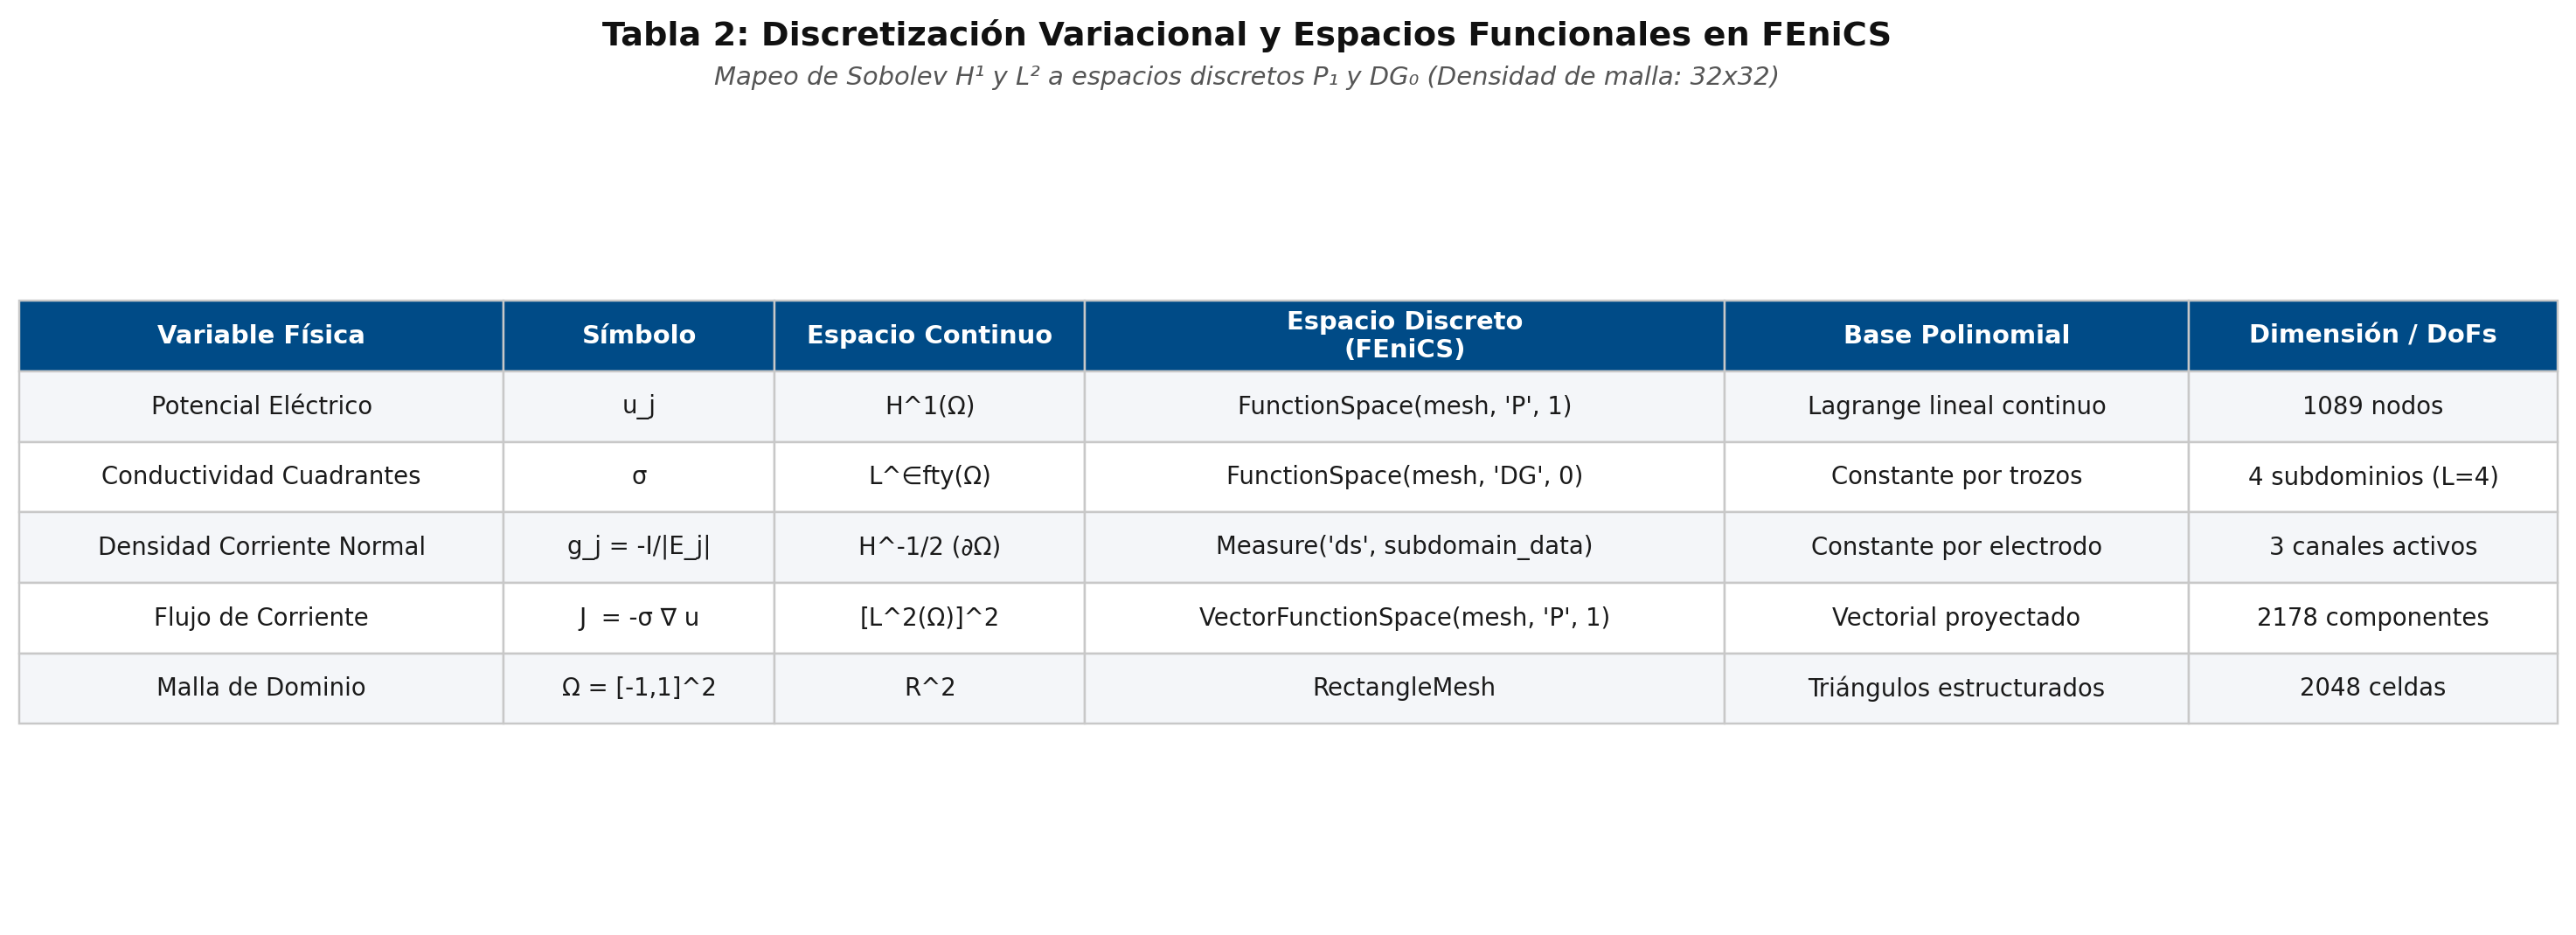 Tabla 2: Discretización Variacional y Espacios Funcionales en FEniCS
Mapeo de Sobolev H¹ y L² a espacios discretos P₁ y DG₀ (Densidad de malla: 32x32)
Variable Física Símbolo Espacio Continuo Espacio Discreto (FEniCS) Base Polinomial Dimensión / DoFs
Potencial Eléctrico u_j H^1(Ω) FunctionSpace(mesh, 'P', 1) Lagrange lineal continuo 1089 nodos
Conductividad Cuadrantes σ L^∈fty(Ω) FunctionSpace(mesh, 'DG', 0) Constante por trozos 4 subdominios (L=4)
Densidad Corriente Normal g_j = -I/|E_j| H^-1/2 (∂Ω) Measure('ds', subdomain_data) Constante por electrodo 3 canales activos
Flujo de Corriente J  = -σ ∇ u [L^2(Ω)]^2 VectorFunctionSpace(mesh, 'P', 1) Vectorial proyectado 2178 componentes
Malla de Dominio Ω = [-1,1]^2 R^2 RectangleMesh Triángulos estructurados 2048 celdas